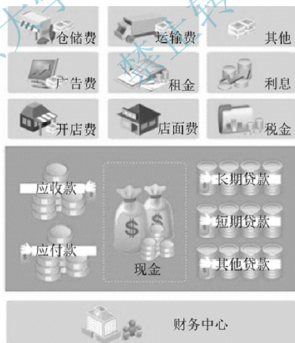 仓储费 运输费 其他
广告费 租金 利息
开店费 店面费 税金
应收款
长期贷款
短期贷款
应付款
其他贷款
现金
财务中心